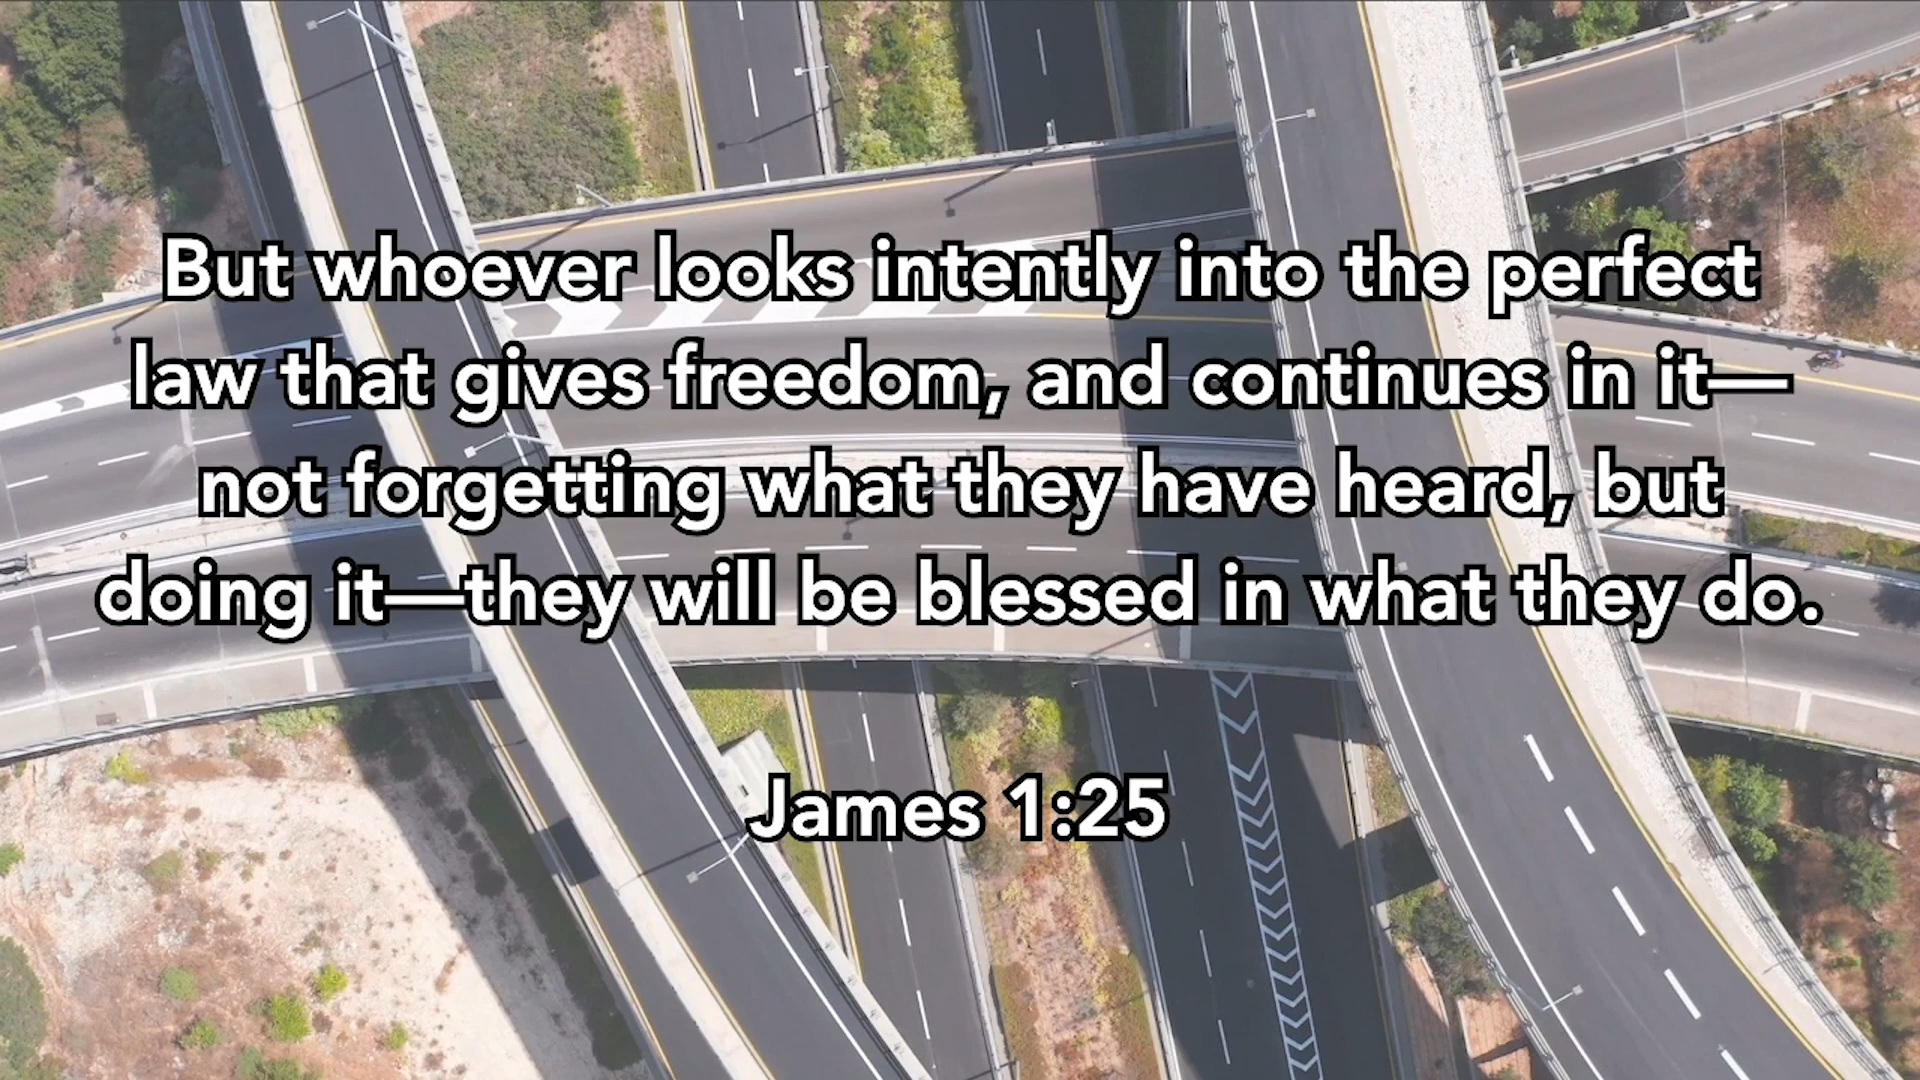 But whoever looks intently into the perfect
law that gives freedom, and continues in it—
not forgetting what they have heard, but
doing it—they will be blessed in what they do.
James 1:25